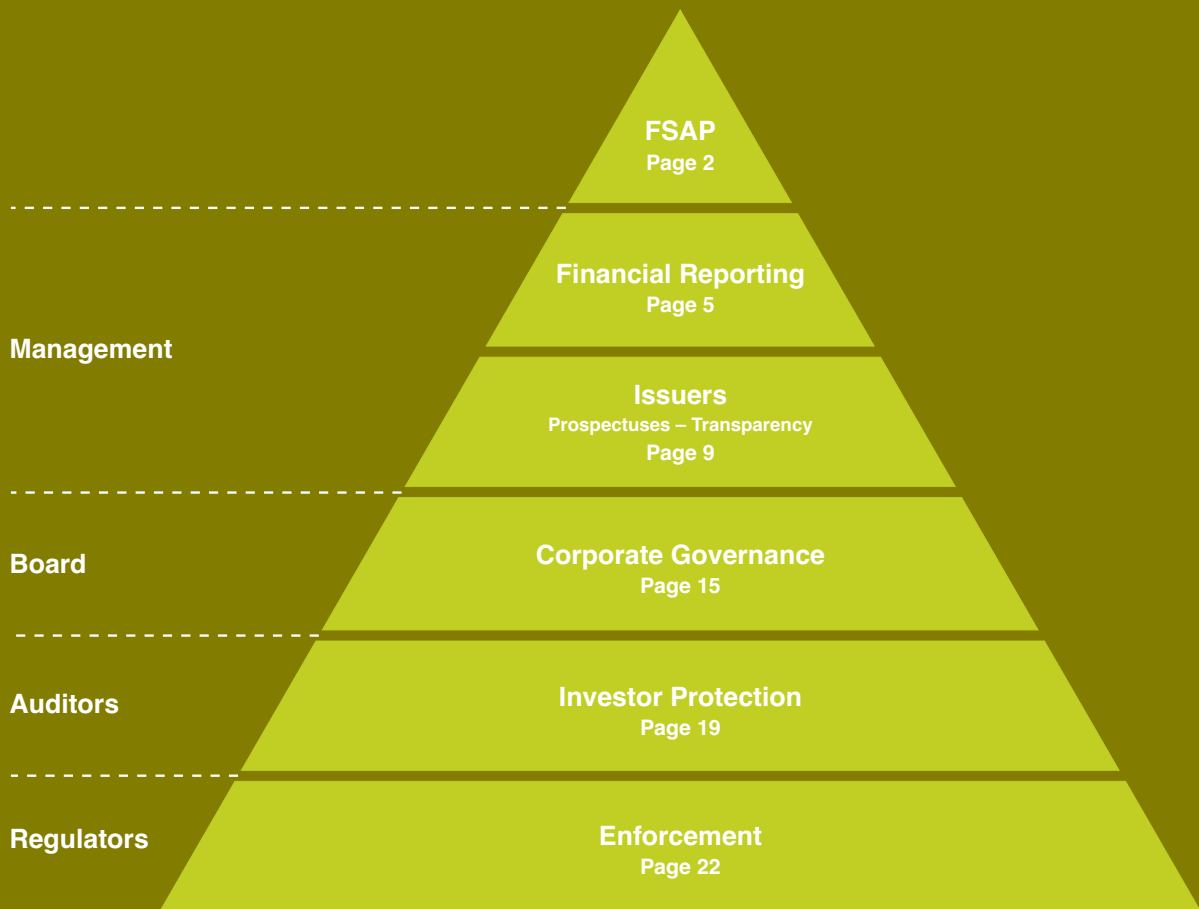 FSAP
Page 2
Financial Reporting
Page 5
Management
Issuers
Prospectuses – Transparency
Page 9
Board
Corporate Governance
Page 15
Auditors
Investor Protection
Page 19
Regulators
Enforcement
Page 22